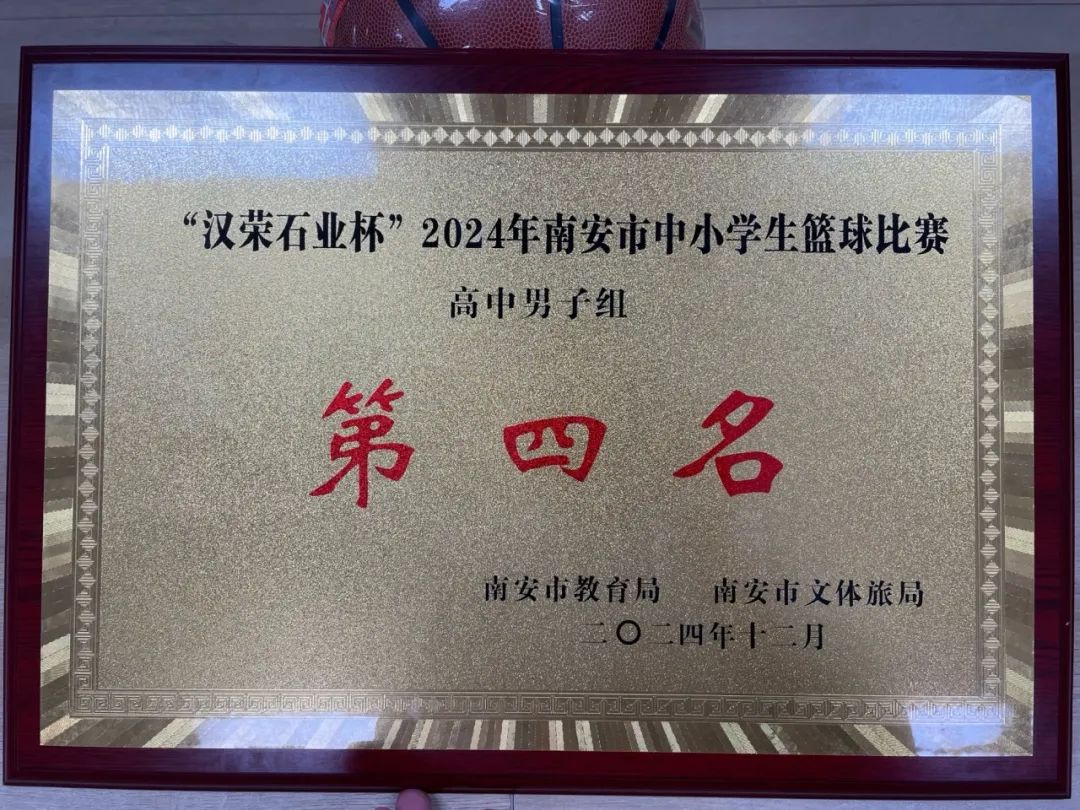 “汉荣石业杯”2024年南安市中小学生篮球比赛
高中男子组
第四名
南安市教育局 南安市文体旅局
二〇二四年十二月